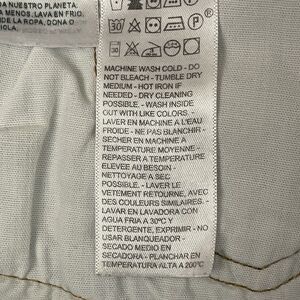 A NUESTRO PLANETA.
A MENOS. LAVA EN FRIO.
DE LA ROPA, DONA O
30
30
MACHINE WASH COLD - DO
NOT BLEACH - TUMBLE DRY
MEDIUM - HOT IRON IF
NEEDED - DRY CLEANING
POSSIBLE. - WASH INSIDE
OUT WITH LIKE COLORS. -
LAVER EN MACHINE A L'EAU
FROIDE - NE PAS BLANCHIR -
SECHER EN MACHINE A
TEMPERATURE MOYENNE -
REPASSER A TEMPERATURE
ELEVEE AU BESOIN -
NETTOYAGE A SEC
POSSIBLE. - LAVER LE
VETEMENT RETOURNE, AVEC
DES COULEURS SIMILAIRES. -
LAVAR EN LAVADORA CON
AGUA FRIA A 30°C Y
DETERGENTE, EXPRIMIR - NO
USAR BLANQUEADOR -
SECADO MEDIO EN
SECADORA - PLANCHAR EN
TEMPERATURA ALTA A 200°C